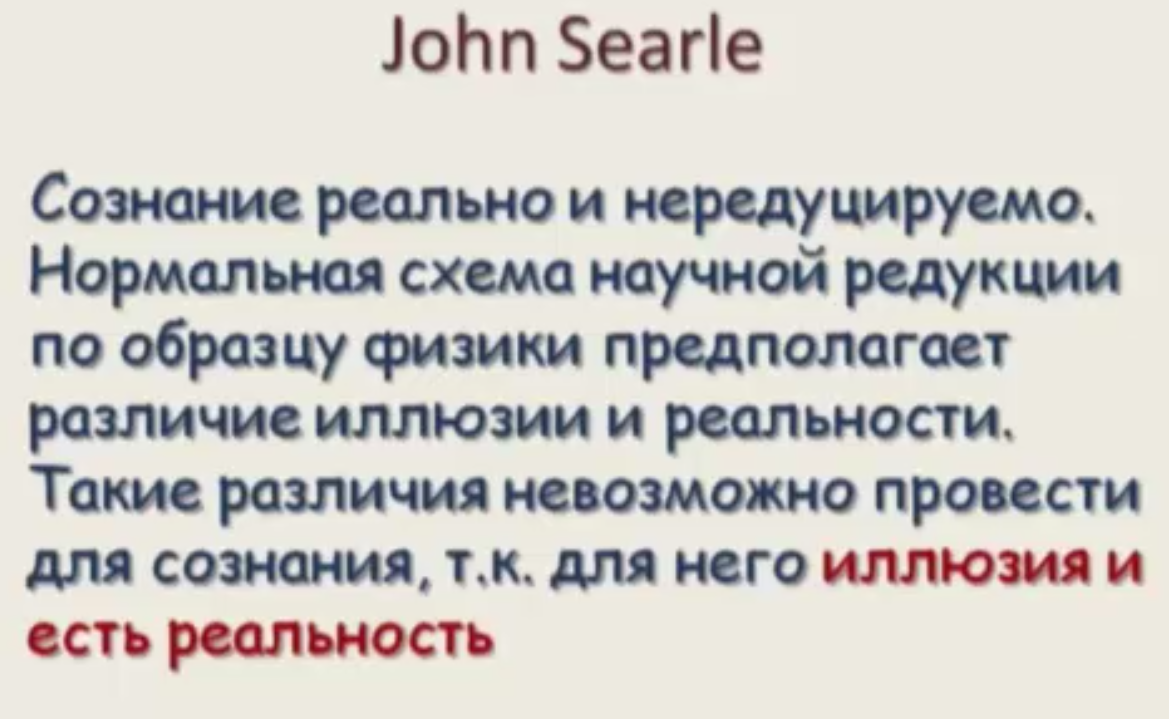 John Searle
Сознание реально и нередуцируемо.
Нормальная схема научной редукции
по образцу физики предполагает
различие иллюзии и реальности.
Такие различия невозможно провести
для сознания, т.к. для него иллюзия и
есть реальность